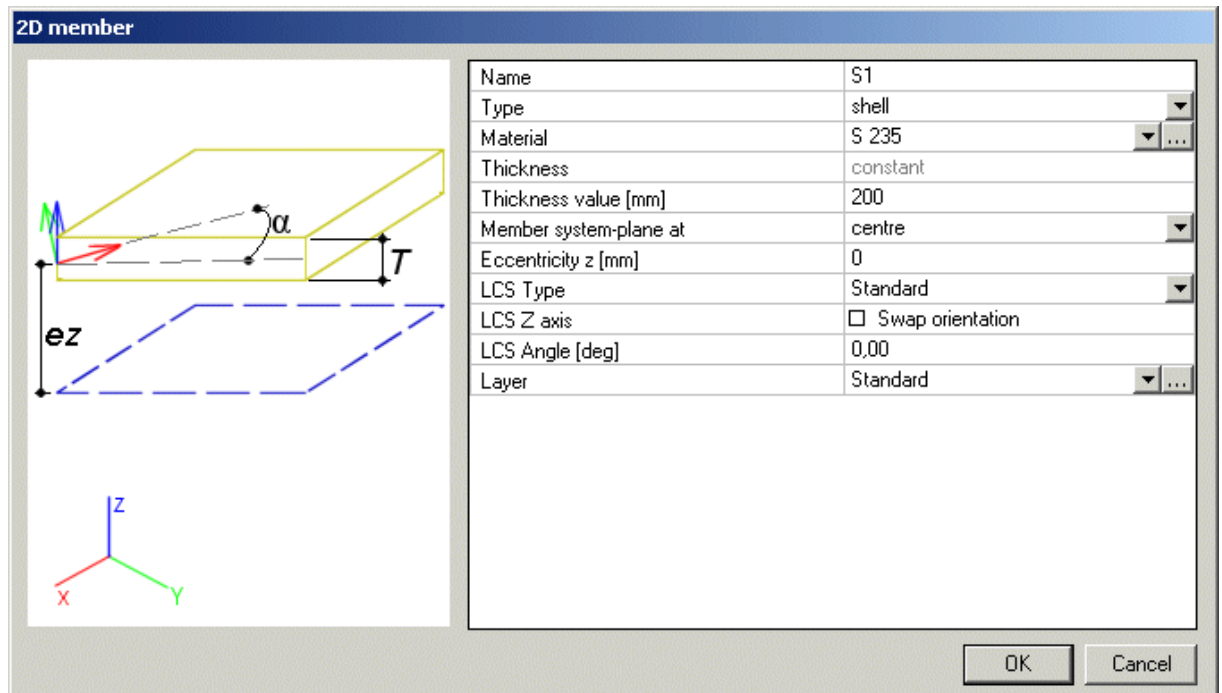 2D member
α
T
ez
Z
X
Y
Name S1
Type shell
Material S 235 ...
Thickness constant
Thickness value [mm] 200
Member system-plane at centre
Eccentricity z [mm] 0
LCS Type Standard
LCS Z axis Swap orientation
LCS Angle [deg] 0,00
Layer Standard ...
OK Cancel